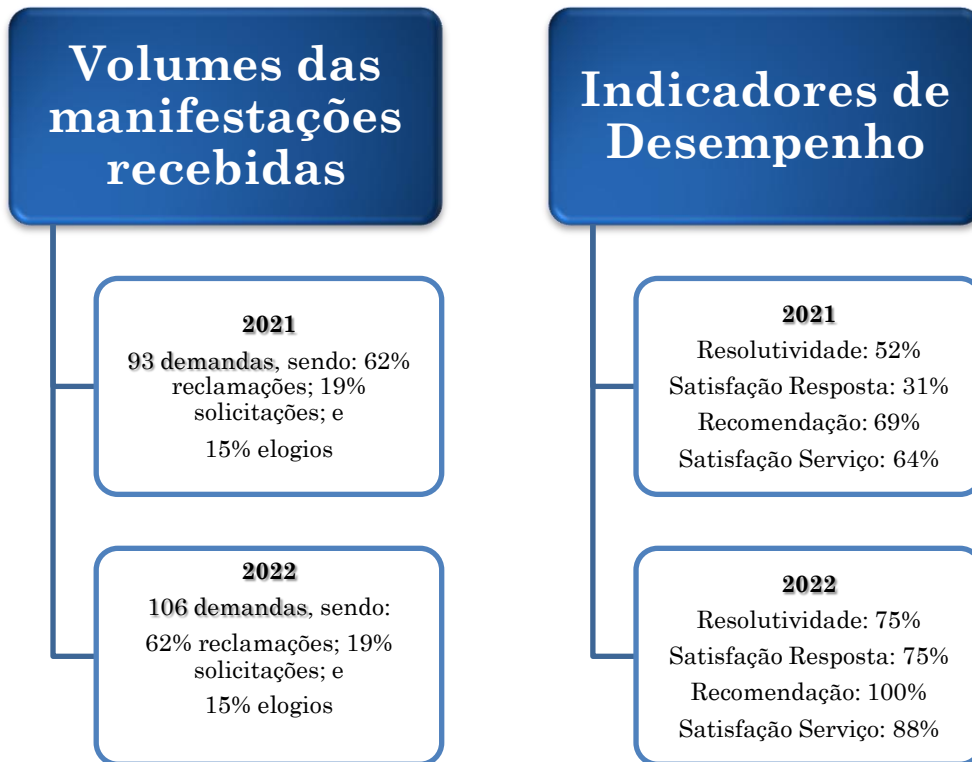 Volumes das
manifestações
recebidas
2021
93 demandas, sendo: 62%
reclamações; 19%
solicitações; e
15% elogios
2022
106 demandas, sendo:
62% reclamações; 19%
solicitações; e
15% elogios
Indicadores de
Desempenho
2021
Resolutividade: 52%
Satisfação Resposta: 31%
Recomendação: 69%
Satisfação Serviço: 64%
2022
Resolutividade: 75%
Satisfação Resposta: 75%
Recomendação: 100%
Satisfação Serviço: 88%